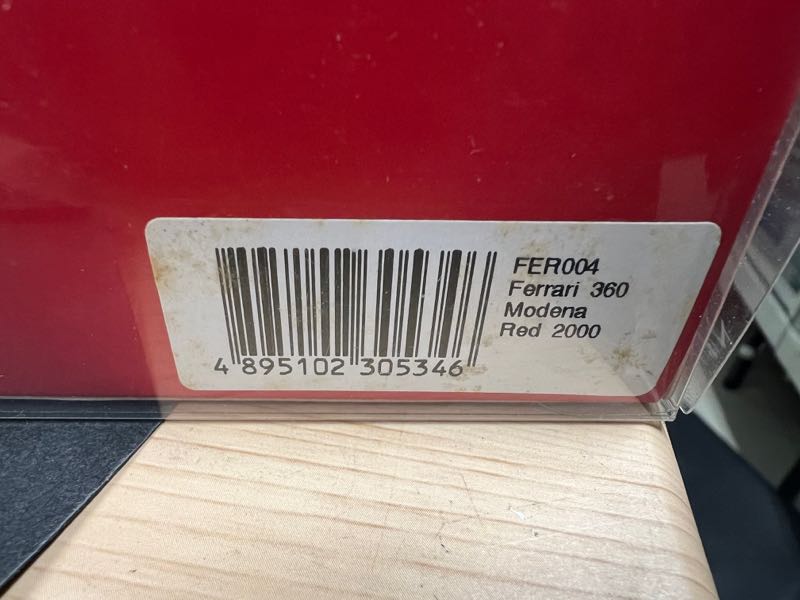 FER004
Ferrari 360
Modena
Red 2000
4 895102 305346